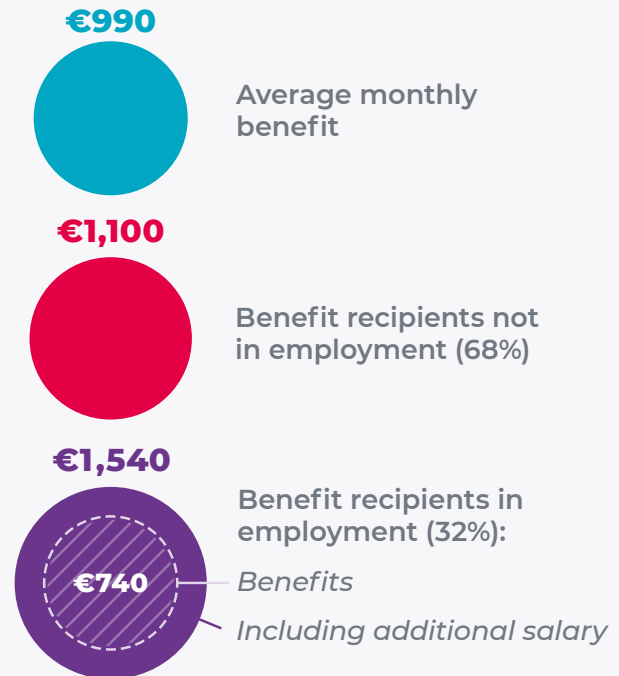 €990
Average monthly
benefit
€1,100
Benefit recipients not
in employment (68%)
€1,540
Benefit recipients in
employment (32%):
€740
Benefits
Including additional salary